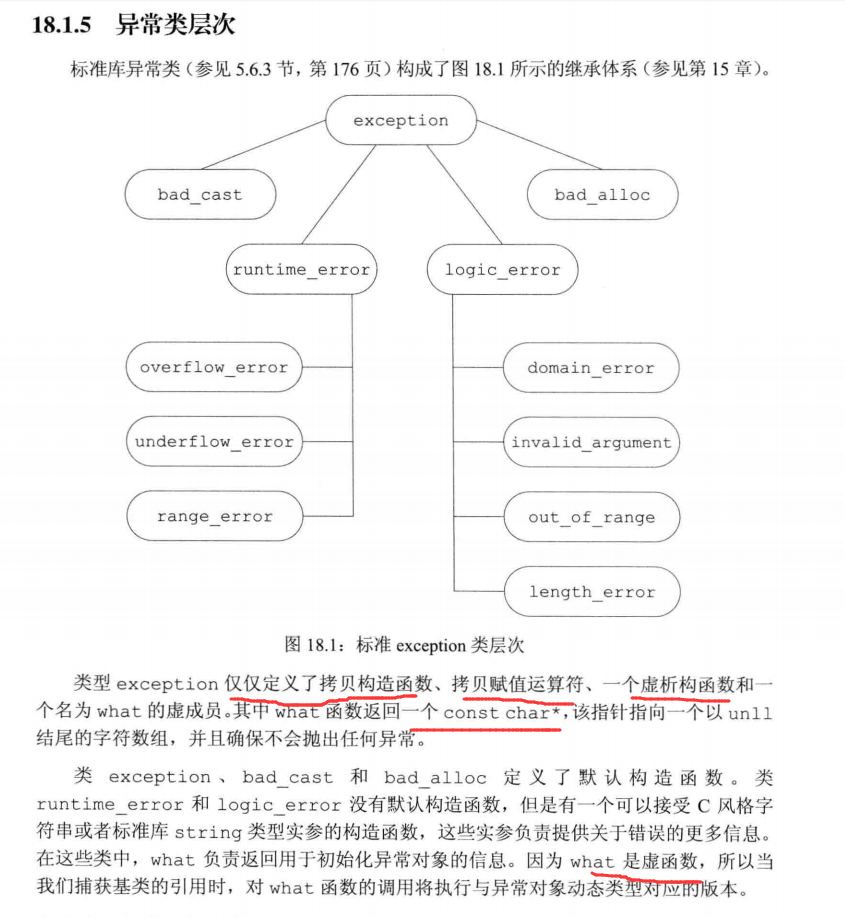 18.1.5 异常类层次
标准库异常类(参见 5.6.3 节,第 176 页)构成了图 18.1 所示的继承体系(参见第 15 章)。
exception
bad_cast
bad_alloc
runtime_error
logic_error
overflow_error
domain_error
underflow_error
invalid_argument
range_error
out_of_range
length_error
图 18.1:标准 exception 类层次
类型 exception 仅仅定义了拷贝构造函数、拷贝赋值运算符、一个虚析构函数和一
个名为 what 的虚成员。其中 what 函数返回一个 const char*,该指针指向一个以 unll
结尾的字符数组,并且确保不会抛出任何异常。
类 exception、bad_cast 和 bad_alloc 定义了默认构造函数。类
runtime_error 和 logic_error 没有默认构造函数,但是有一个可以接受 C 风格字
符串或者标准库 string 类型实参的构造函数,这些实参负责提供关于错误的更多信息。
在这些类中,what 负责返回用于初始化异常对象的信息。因为 what 是虚函数,所以当
我们捕获基类的引用时,对 what 函数的调用将执行与异常对象动态类型对应的版本。